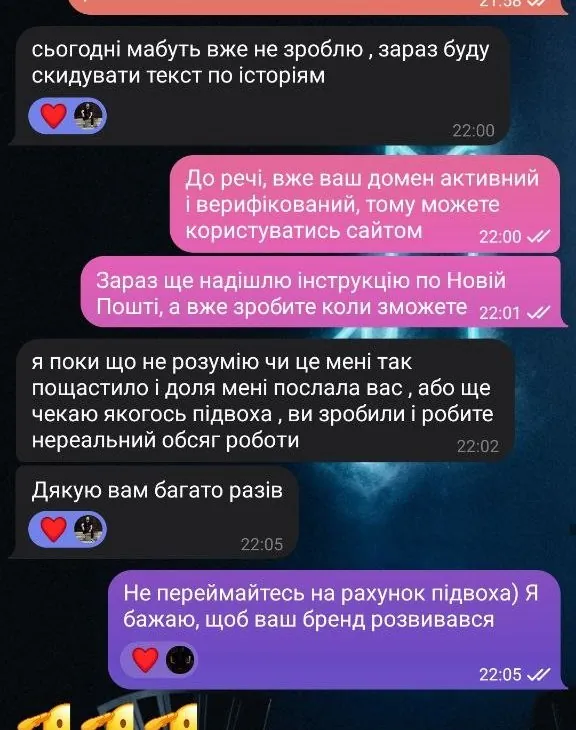 21:58
сьогодні мабуть вже не зроблю , зараз буду
скидувати текст по історіям
22:00
До речі, вже ваш домен активний
і верифікований, тому можете
користуватись сайтом
22:00
Зараз ще надішлю інструкцію по Новій
Пошті, а вже зробите коли зможете
22:01
я поки що не розумію чи це мені так
пощастило і доля мені послала вас , або ще
чекаю якогось підвоха , ви зробили і робите
нереальний обсяг роботи
22:02
Дякую вам багато разів
22:05
Не переймайтесь на рахунок підвоха) Я
бажаю, щоб ваш бренд розвивався
22:05